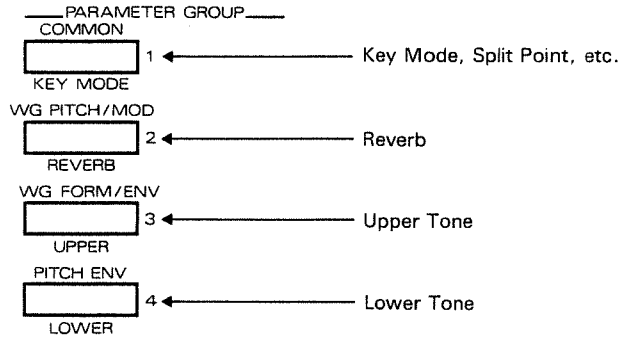 PARAMETER GROUP
COMMON
1 Key Mode, Split Point, etc.
KEY MODE
WG PITCH/MOD
2 Reverb
REVERB
WG FORM/ENV
3 Upper Tone
UPPER
PITCH ENV
4 Lower Tone
LOWER